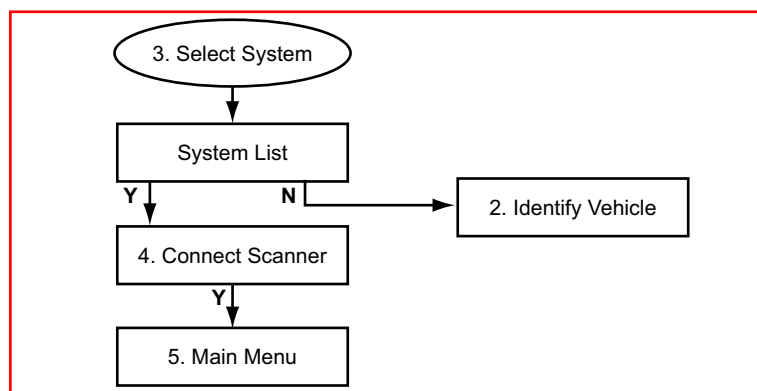 3. Select System
System List
Y
N
2. Identify Vehicle
4. Connect Scanner
Y
5. Main Menu